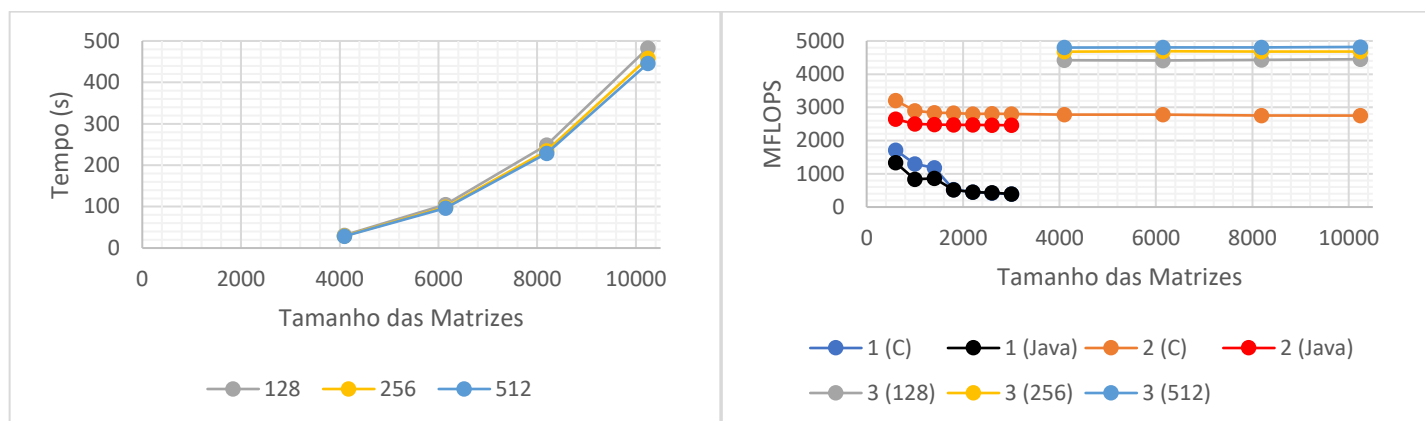 500
400
300
200
100
0
Tempo (s)
0 2000 4000 6000 8000 10000
Tamanho das Matrizes
128 256 512
5000
4000
3000
2000
1000
0
MFLOPS
0 2000 4000 6000 8000 10000
Tamanho das Matrizes
1 (C) 1 (Java) 2 (C) 2 (Java)
3 (128) 3 (256) 3 (512)